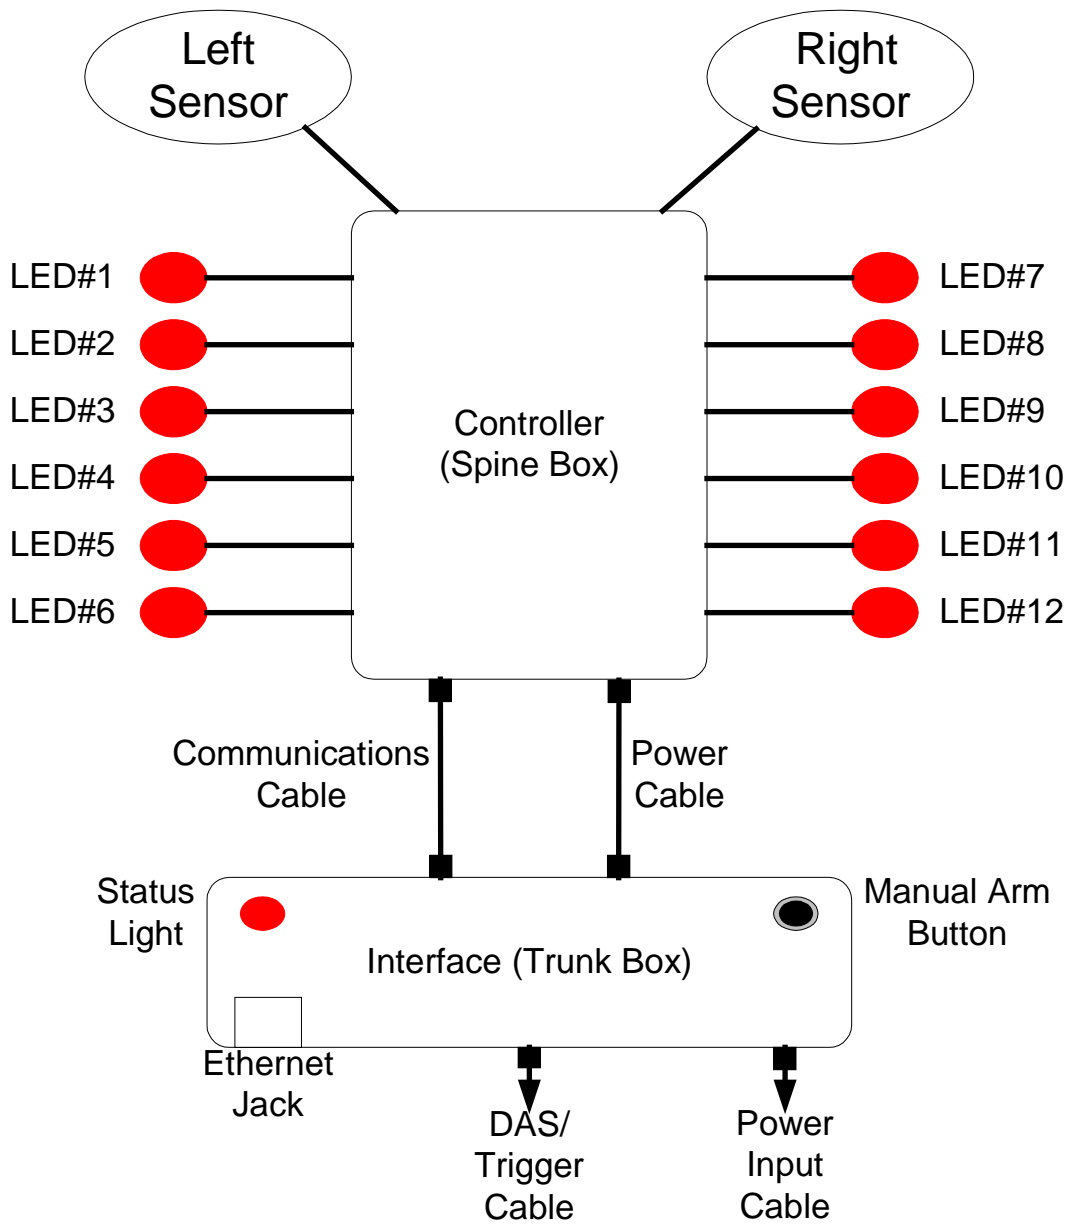 Left
Sensor
Right
Sensor
LED#1
LED#7
LED#2
LED#8
LED#3
LED#9
Controller
(Spine Box)
LED#4
LED#10
LED#5
LED#11
LED#6
LED#12
Communications
Cable
Power
Cable
Status
Light
Manual Arm
Button
Interface (Trunk Box)
Ethernet
Jack
DAS/
Trigger
Cable
Power
Input
Cable